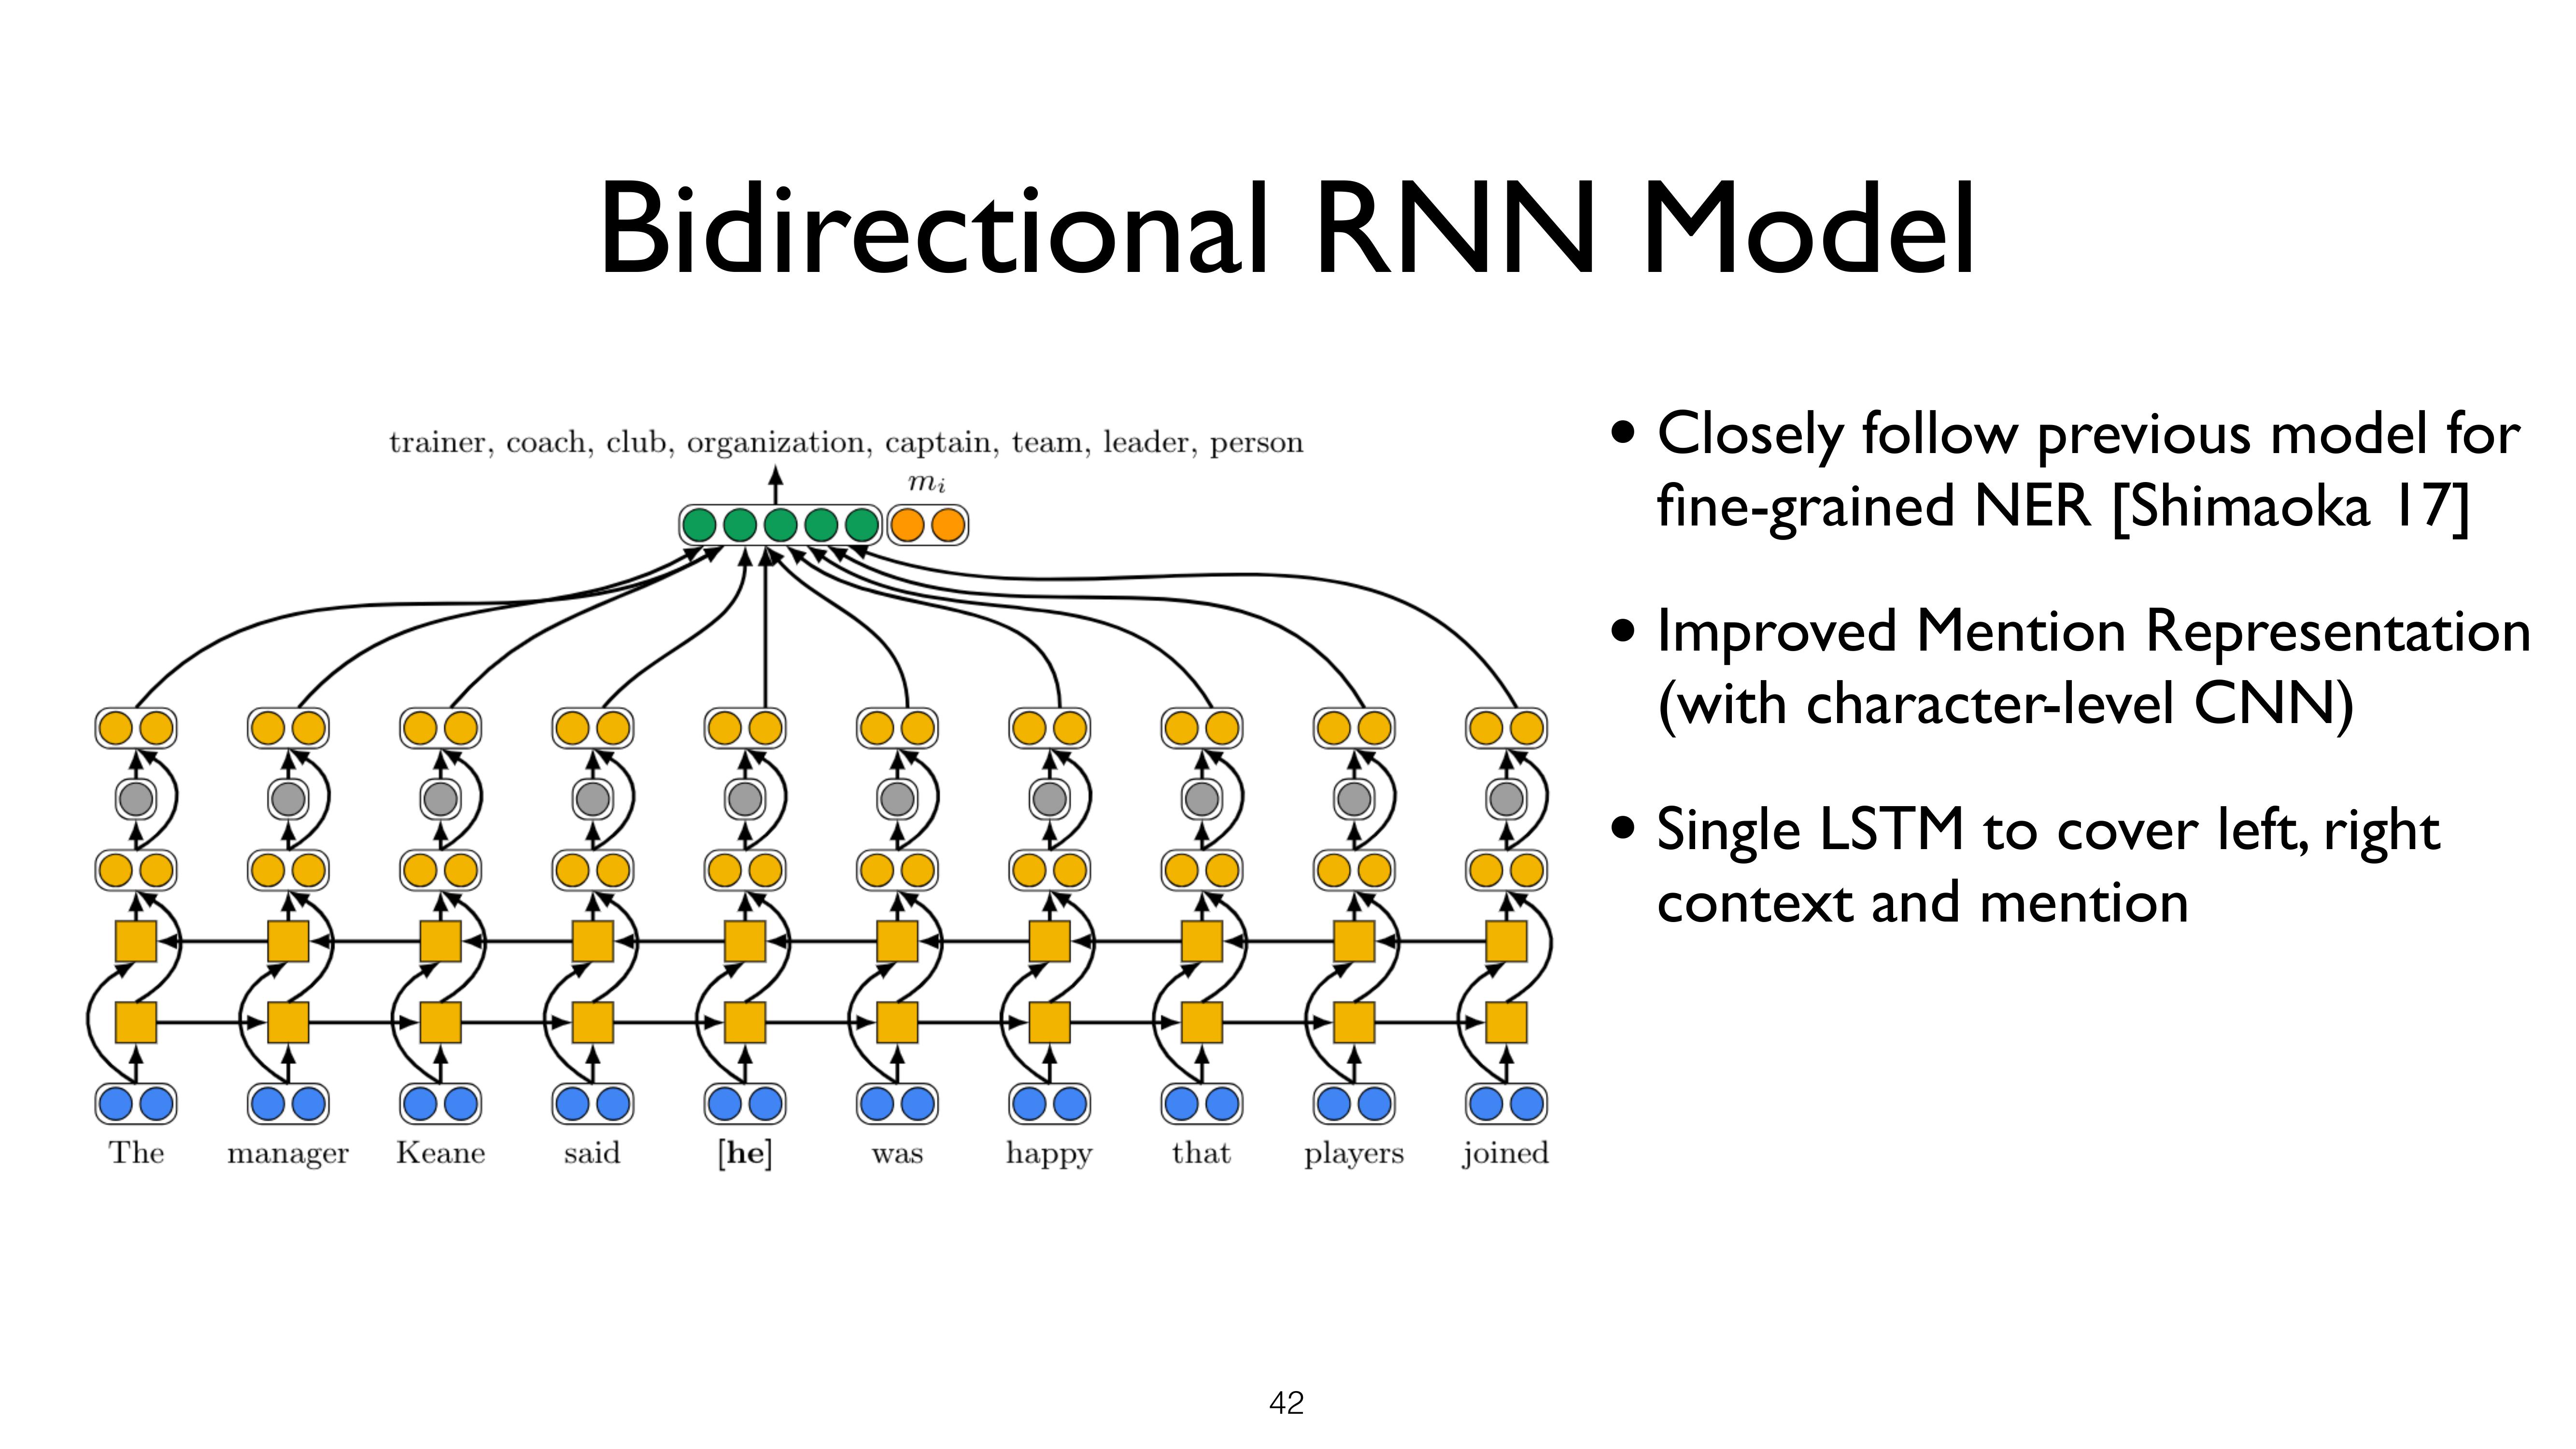 Bidirectional RNN Model
trainer, coach, club, organization, captain, team, leader, person
m_i
The manager Keane said [he] was happy that players joined
• Closely follow previous model for
fine-grained NER [Shimaoka 17]
• Improved Mention Representation
(with character-level CNN)
• Single LSTM to cover left, right
context and mention
42